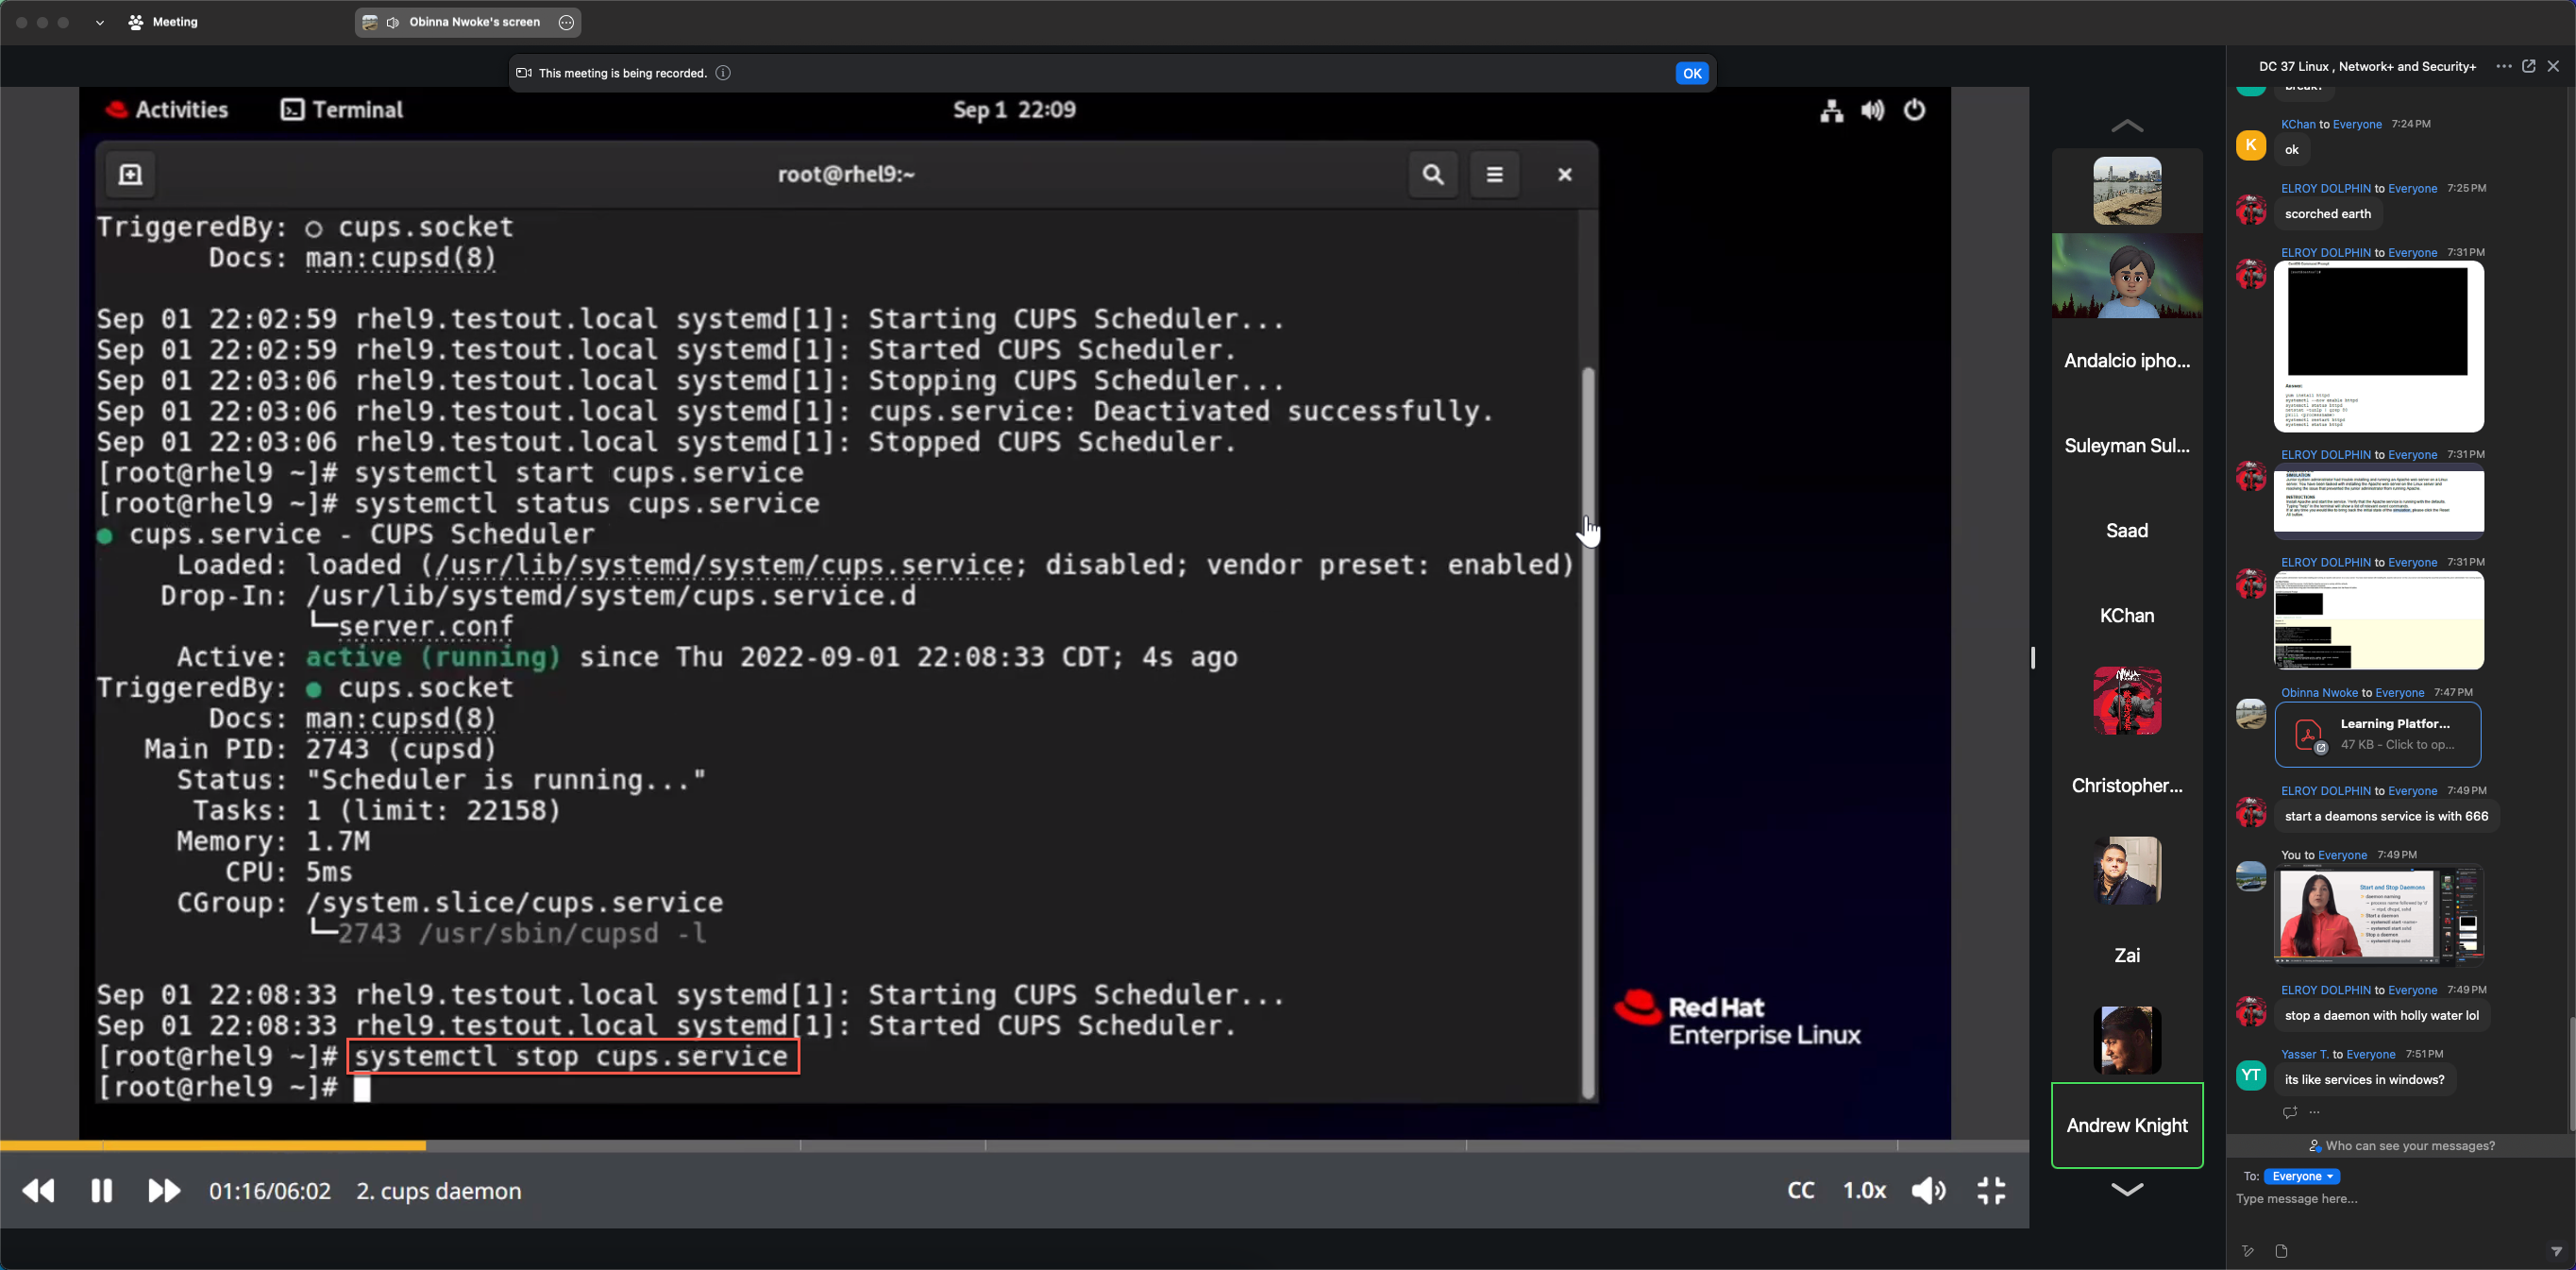 Meeting
Obinna Nwoke's screen
This meeting is being recorded.
OK
Activities
Terminal
Sep 1 22:09
root@rhel9:~
TriggeredBy: ○ cups.socket
Docs: man:cupsd(8)
Sep 01 22:02:59 rhel9.testout.local systemd[1]: Starting CUPS Scheduler...
Sep 01 22:02:59 rhel9.testout.local systemd[1]: Started CUPS Scheduler.
Sep 01 22:03:06 rhel9.testout.local systemd[1]: Stopping CUPS Scheduler...
Sep 01 22:03:06 rhel9.testout.local systemd[1]: cups.service: Deactivated successfully.
Sep 01 22:03:06 rhel9.testout.local systemd[1]: Stopped CUPS Scheduler.
[root@rhel9 ~]# systemctl start cups.service
[root@rhel9 ~]# systemctl status cups.service
● cups.service - CUPS Scheduler
Loaded: loaded (/usr/lib/systemd/system/cups.service; disabled; vendor preset: enabled)
Drop-In: /usr/lib/systemd/system/cups.service.d
└─server.conf
Active: active (running) since Thu 2022-09-01 22:08:33 CDT; 4s ago
TriggeredBy: ● cups.socket
Docs: man:cupsd(8)
Main PID: 2743 (cupsd)
Status: "Scheduler is running..."
Tasks: 1 (limit: 22158)
Memory: 1.7M
CPU: 5ms
CGroup: /system.slice/cups.service
└─2743 /usr/sbin/cupsd -l
Sep 01 22:08:33 rhel9.testout.local systemd[1]: Starting CUPS Scheduler...
Sep 01 22:08:33 rhel9.testout.local systemd[1]: Started CUPS Scheduler.
[root@rhel9 ~]# systemctl stop cups.service
[root@rhel9 ~]#
Red Hat
Enterprise Linux
01:16/06:02 2. cups daemon
CC 1.0x
Andalcio ipho...
Suleyman Sul...
Saad
KChan
Christopher...
Zai
Andrew Knight
DC 37 Linux , Network+ and Security+
KChan to Everyone 7:24 PM
K
ok
ELROY DOLPHIN to Everyone 7:25 PM
scorched earth
ELROY DOLPHIN to Everyone 7:31 PM
ELROY DOLPHIN to Everyone 7:31 PM
INSTRUCTIONS
ELROY DOLPHIN to Everyone 7:31 PM
Obinna Nwoke to Everyone 7:47 PM
Learning Platfor...
47 KB - Click to op...
ELROY DOLPHIN to Everyone 7:49 PM
start a deamons service is with 666
You to Everyone 7:49 PM
Start and Stop Daemons
ELROY DOLPHIN to Everyone 7:49 PM
stop a daemon with holly water lol
Yasser T. to Everyone 7:51 PM
YT
its like services in windows?
Who can see your messages?
To: Everyone
Type message here...